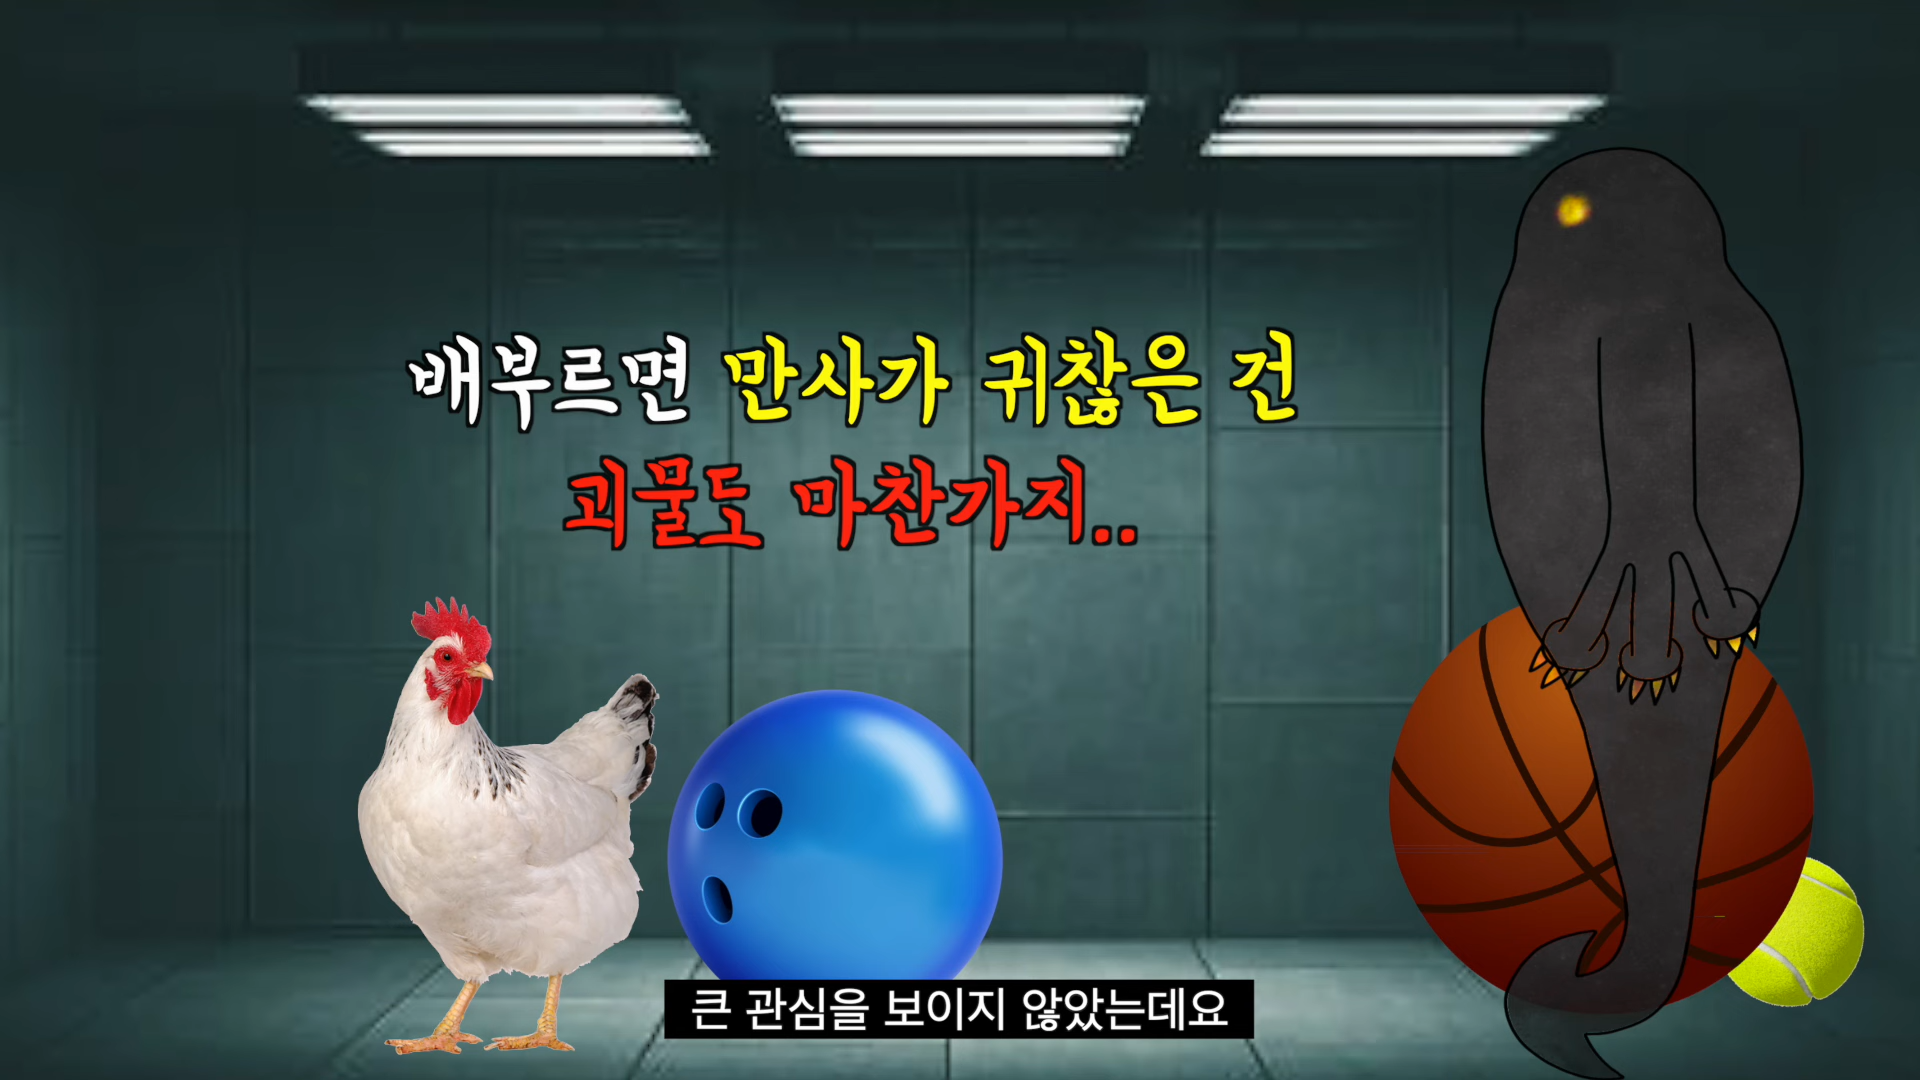 배부르면 만사가 귀찮은 건
괴물도 마찬가지..
큰 관심을 보이지 않았는데요